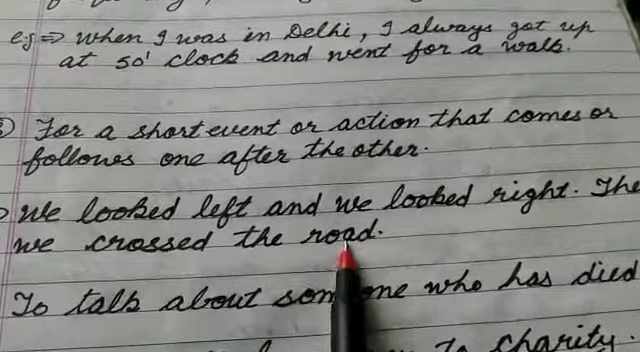 e.g ⇒ When I was in Delhi, I always got up
at 5 o' clock and went for a walk.
For a short event or action that comes or
follows one after the other.
We looked left and we looked right. The
we crossed the road.
To talk about someone who has died
To charity.